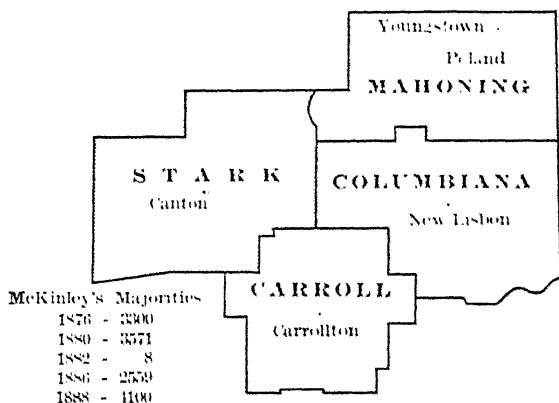 Youngstown
Poland
MAHONING
STARK
Canton
COLUMBIANA
New Lisbon
CARROLL
Carrollton
McKinley's Majorities
1876 - 3300
1880 - 3571
1882 - 8
1886 - 2559
1888 - 4100